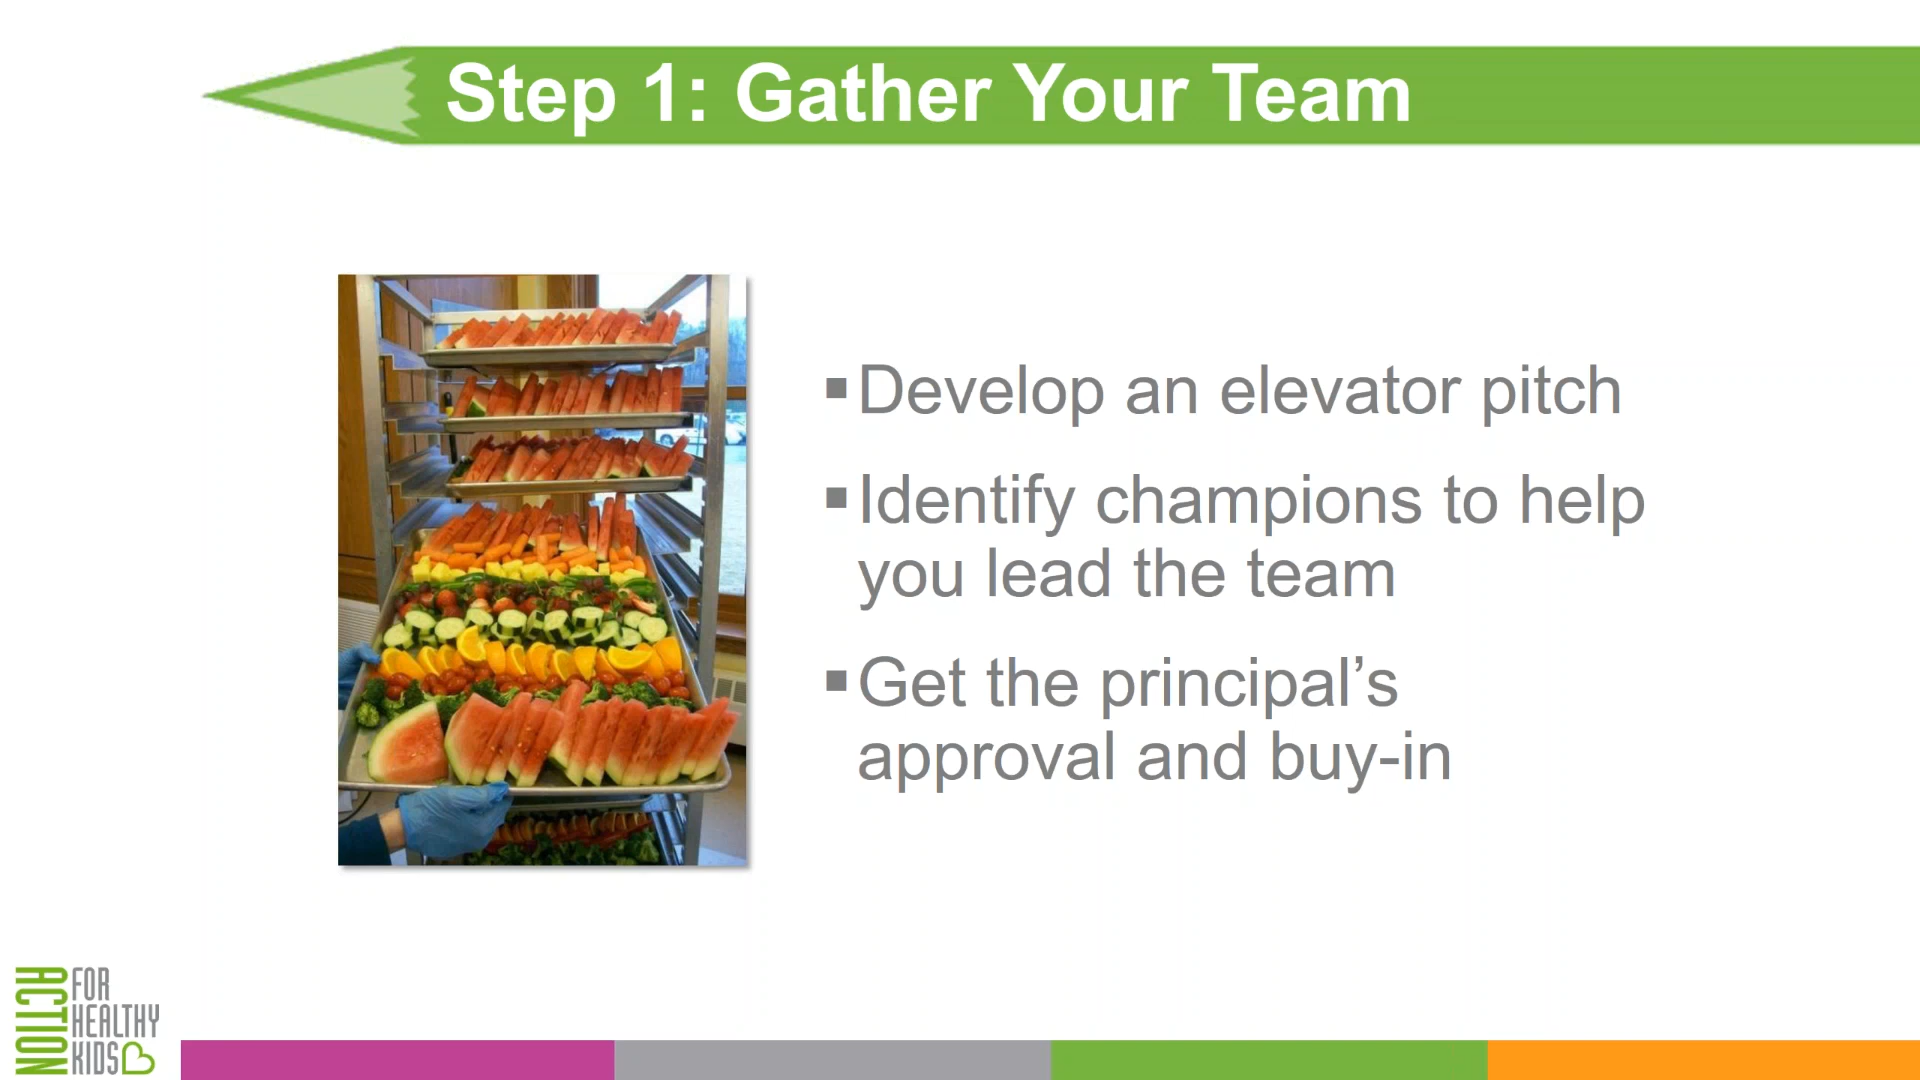 Step 1: Gather Your Team
▪Develop an elevator pitch
▪Identify champions to help
you lead the team
▪Get the principal’s
approval and buy-in
ACTION
FOR
HEALTHY
KIDS